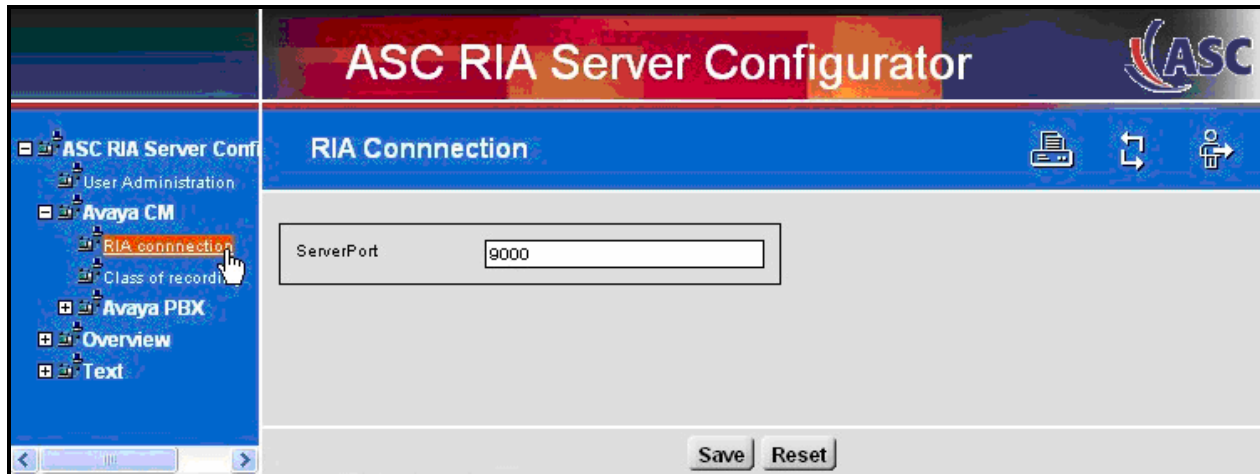 ASC RIA Server Configurator
ASC
ASC RIA Server Confi
User Administration
Avaya CM
RIA connnection
Class of recordi
Avaya PBX
Overview
Text
RIA Connnection
ServerPort
9000
Save
Reset